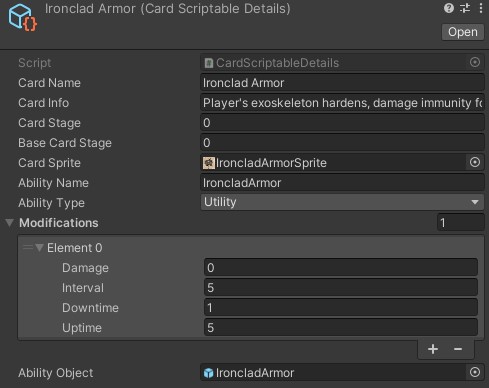 Ironclad Armor (Card Scriptable Details)
Open
Script CardScriptableDetails
Card Name Ironclad Armor
Card Info Player's exoskeleton hardens, damage immunity
Card Stage 0
Base Card Stage 0
Card Sprite IroncladArmorSprite
Ability Name IroncladArmor
Ability Type Utility
Modifications 1
Element 0
Damage 0
Interval 5
Downtime 1
Uptime 5
Ability Object IroncladArmor